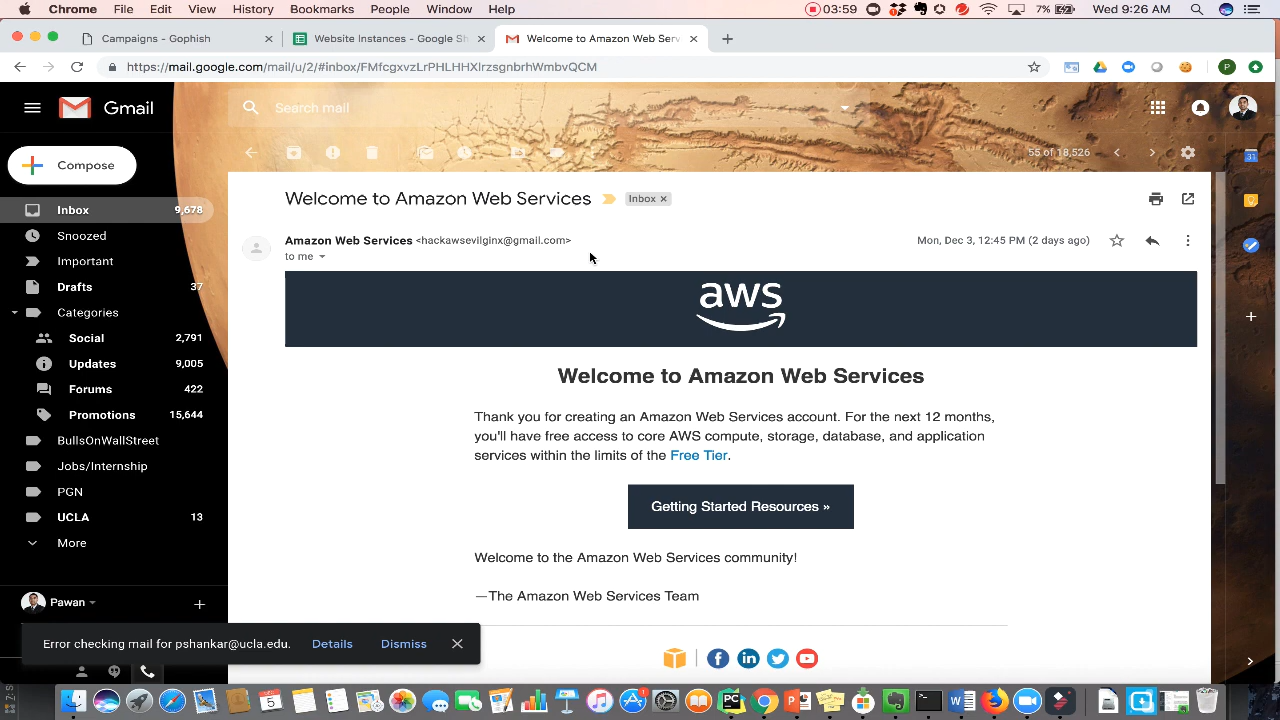 Chrome File Edit View History Bookmarks People Window Help 03:59 7% Wed 9:26 AM
Campaigns - Gophish Website Instances - Google Sh Welcome to Amazon Web Serv
https://mail.google.com/mail/u/2/#inbox/FMfcgxvzLrPHLHHXlrzsgnbrhWmbvQCM P
Gmail Search mail
Compose 55 of 18,526
31
Inbox 9,678
Snoozed
Important
Drafts 37
Categories
Social 2,791
Updates 9,005
Forums 422
Promotions 15,644
BullsOnWallStreet
Jobs/Internship
PGN
UCLA 13
More
Pawan
Welcome to Amazon Web Services Inbox
Amazon Web Services <hackawsevilginx@gmail.com> Mon, Dec 3, 12:45 PM (2 days ago)
to me
aws
Welcome to Amazon Web Services
Thank you for creating an Amazon Web Services account. For the next 12 months,
you'll have free access to core AWS compute, storage, database, and application
services within the limits of the Free Tier.
Getting Started Resources »
Welcome to the Amazon Web Services community!
—The Amazon Web Services Team
Error checking mail for pshankar@ucla.edu. Details Dismiss